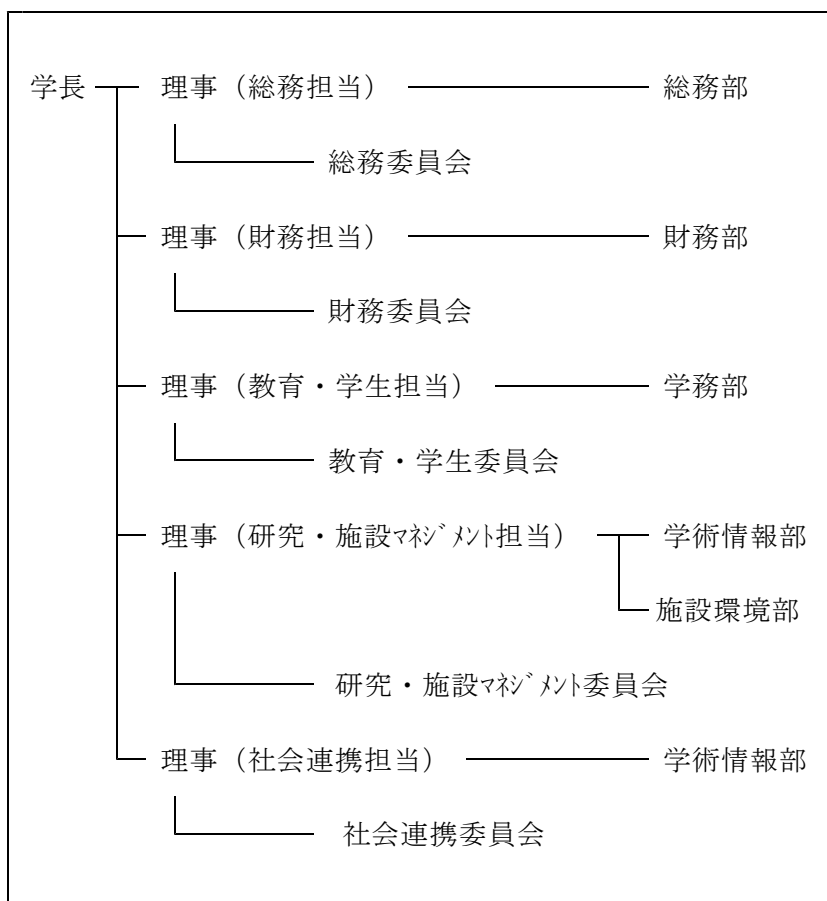 学長 理事（総務担当） 総務部
総務委員会
理事（財務担当） 財務部
財務委員会
理事（教育・学生担当） 学務部
教育・学生委員会
理事（研究・施設ﾏﾈｼﾞﾒﾝﾄ担当） 学術情報部
施設環境部
研究・施設ﾏﾈｼﾞﾒﾝﾄ委員会
理事（社会連携担当） 学術情報部
社会連携委員会